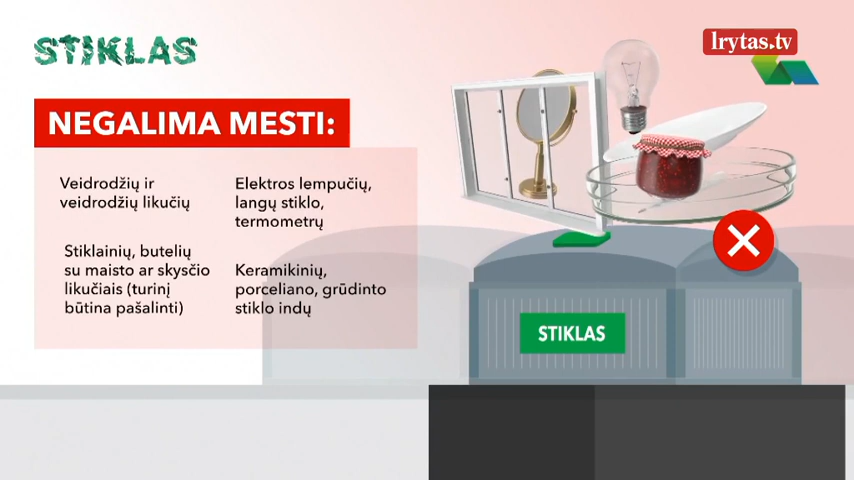 STIKLAS
lrytas.tv
NEGALIMA MESTI:
Veidrodžių ir
veidrodžių likučių
Elektros lempučių,
langų stiklo,
termometrų
Stiklainių, butelių
su maisto ar skysčio
likučiais (turinį
būtina pašalinti)
Keramikinių,
porceliano, grūdinto
stiklo indų
STIKLAS